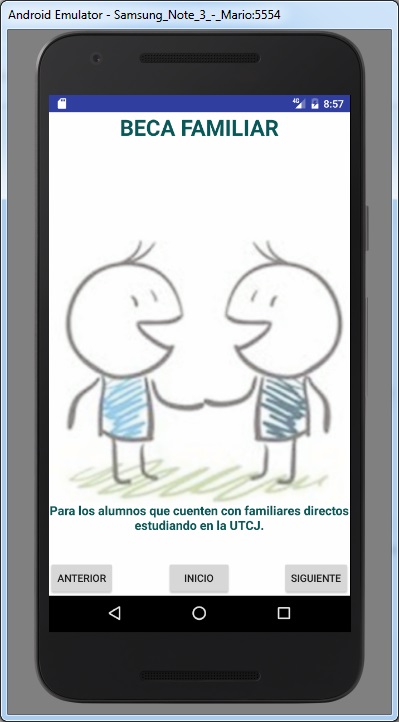 Android Emulator - Samsung_Note_3_-_Mario:5554
4G 8:57
BECA FAMILIAR
Para los alumnos que cuenten con familiares directos
estudiando en la UTCJ.
ANTERIOR INICIO SIGUIENTE